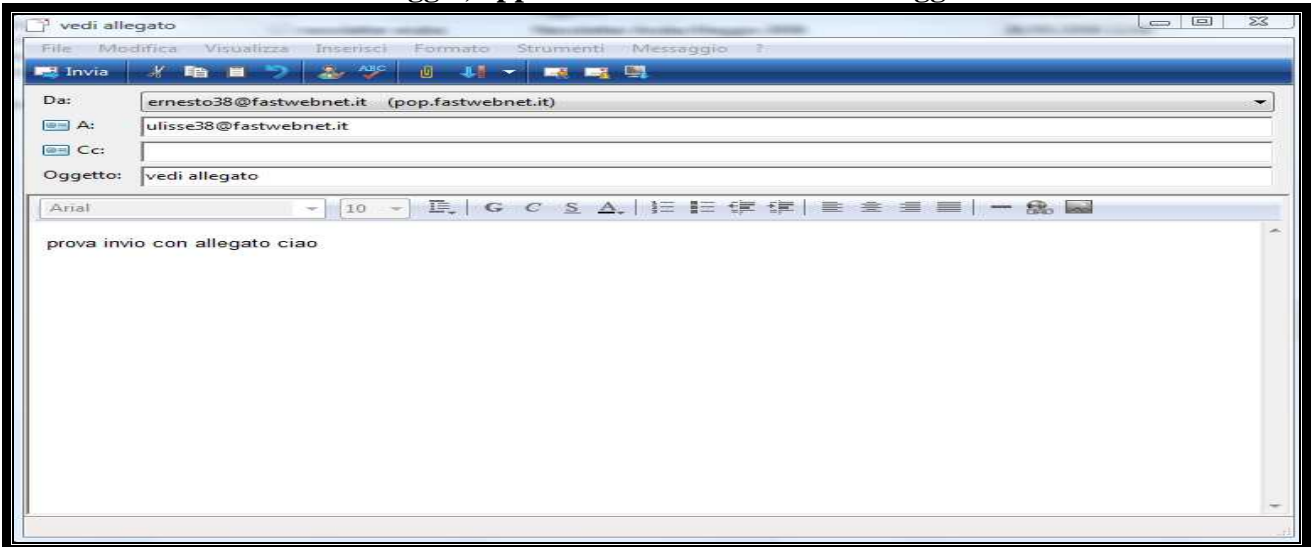 vedi allegato
File Modifica Visualizza Inserisci Formato Strumenti Messaggio ?
Invia ABC
Da: ernesto38@fastwebnet.it (pop.fastwebnet.it)
A: ulisse38@fastwebnet.it
Cc:
Oggetto: vedi allegato
Arial 10 G C S A
prova invio con allegato ciao